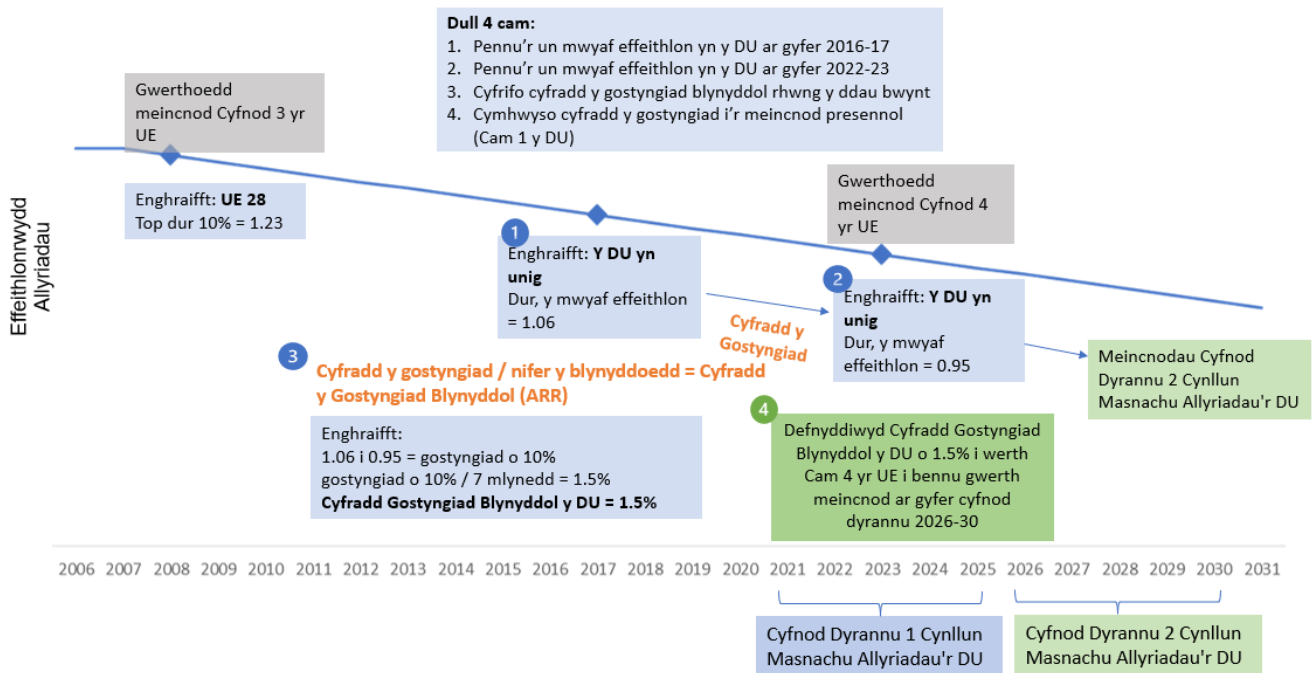 Dull 4 cam:
1. Pennu’r un mwyaf effeithlon yn y DU ar gyfer 2016-17
2. Pennu’r un mwyaf effeithlon yn y DU ar gyfer 2022-23
3. Cyfrifo cyfradd y gostyngiad blynyddol rhwng y ddau bwynt
4. Cymhwyso cyfradd y gostyngiad i’r meincnod presennol
(Cam 1 y DU)
Gwerthoedd
meincnod Cyfnod 3 yr
UE
Enghraifft: UE 28
Top dur 10% = 1.23
Gwerthoedd
meincnod Cyfnod 4
yr UE
Effeithlonrwydd
Allyriadau
1
Enghraifft: Y DU yn
unig
Dur, y mwyaf effeithlon
= 1.06
2
Enghraifft: Y DU yn
unig
Dur, y mwyaf
effeithlon = 0.95
Cyfradd y
Gostyngiad
Meincnodau Cyfnod
Dyrannu 2 Cynllun
Masnachu Allyriadau'r DU
3
Cyfradd y gostyngiad / nifer y blynyddoedd = Cyfradd
y Gostyngiad Blynyddol (ARR)
Enghraifft:
1.06 i 0.95 = gostyngiad o 10%
gostyngiad o 10% / 7 mlynedd = 1.5%
Cyfradd Gostyngiad Blynyddol y DU = 1.5%
4
Defnyddiwyd Cyfradd Gostyngiad
Blynyddol y DU o 1.5% i werth
Cam 4 yr UE i bennu gwerth
meincnod ar gyfer cyfnod
dyrannu 2026-30
2006 2007 2008 2009 2010 2011 2012 2013 2014 2015 2016 2017 2018 2019 2020 2021 2022 2023 2024 2025 2026 2027 2028 2029 2030 2031
Cyfnod Dyrannu 1 Cynllun
Masnachu Allyriadau'r DU
Cyfnod Dyrannu 2 Cynllun
Masnachu Allyriadau'r DU